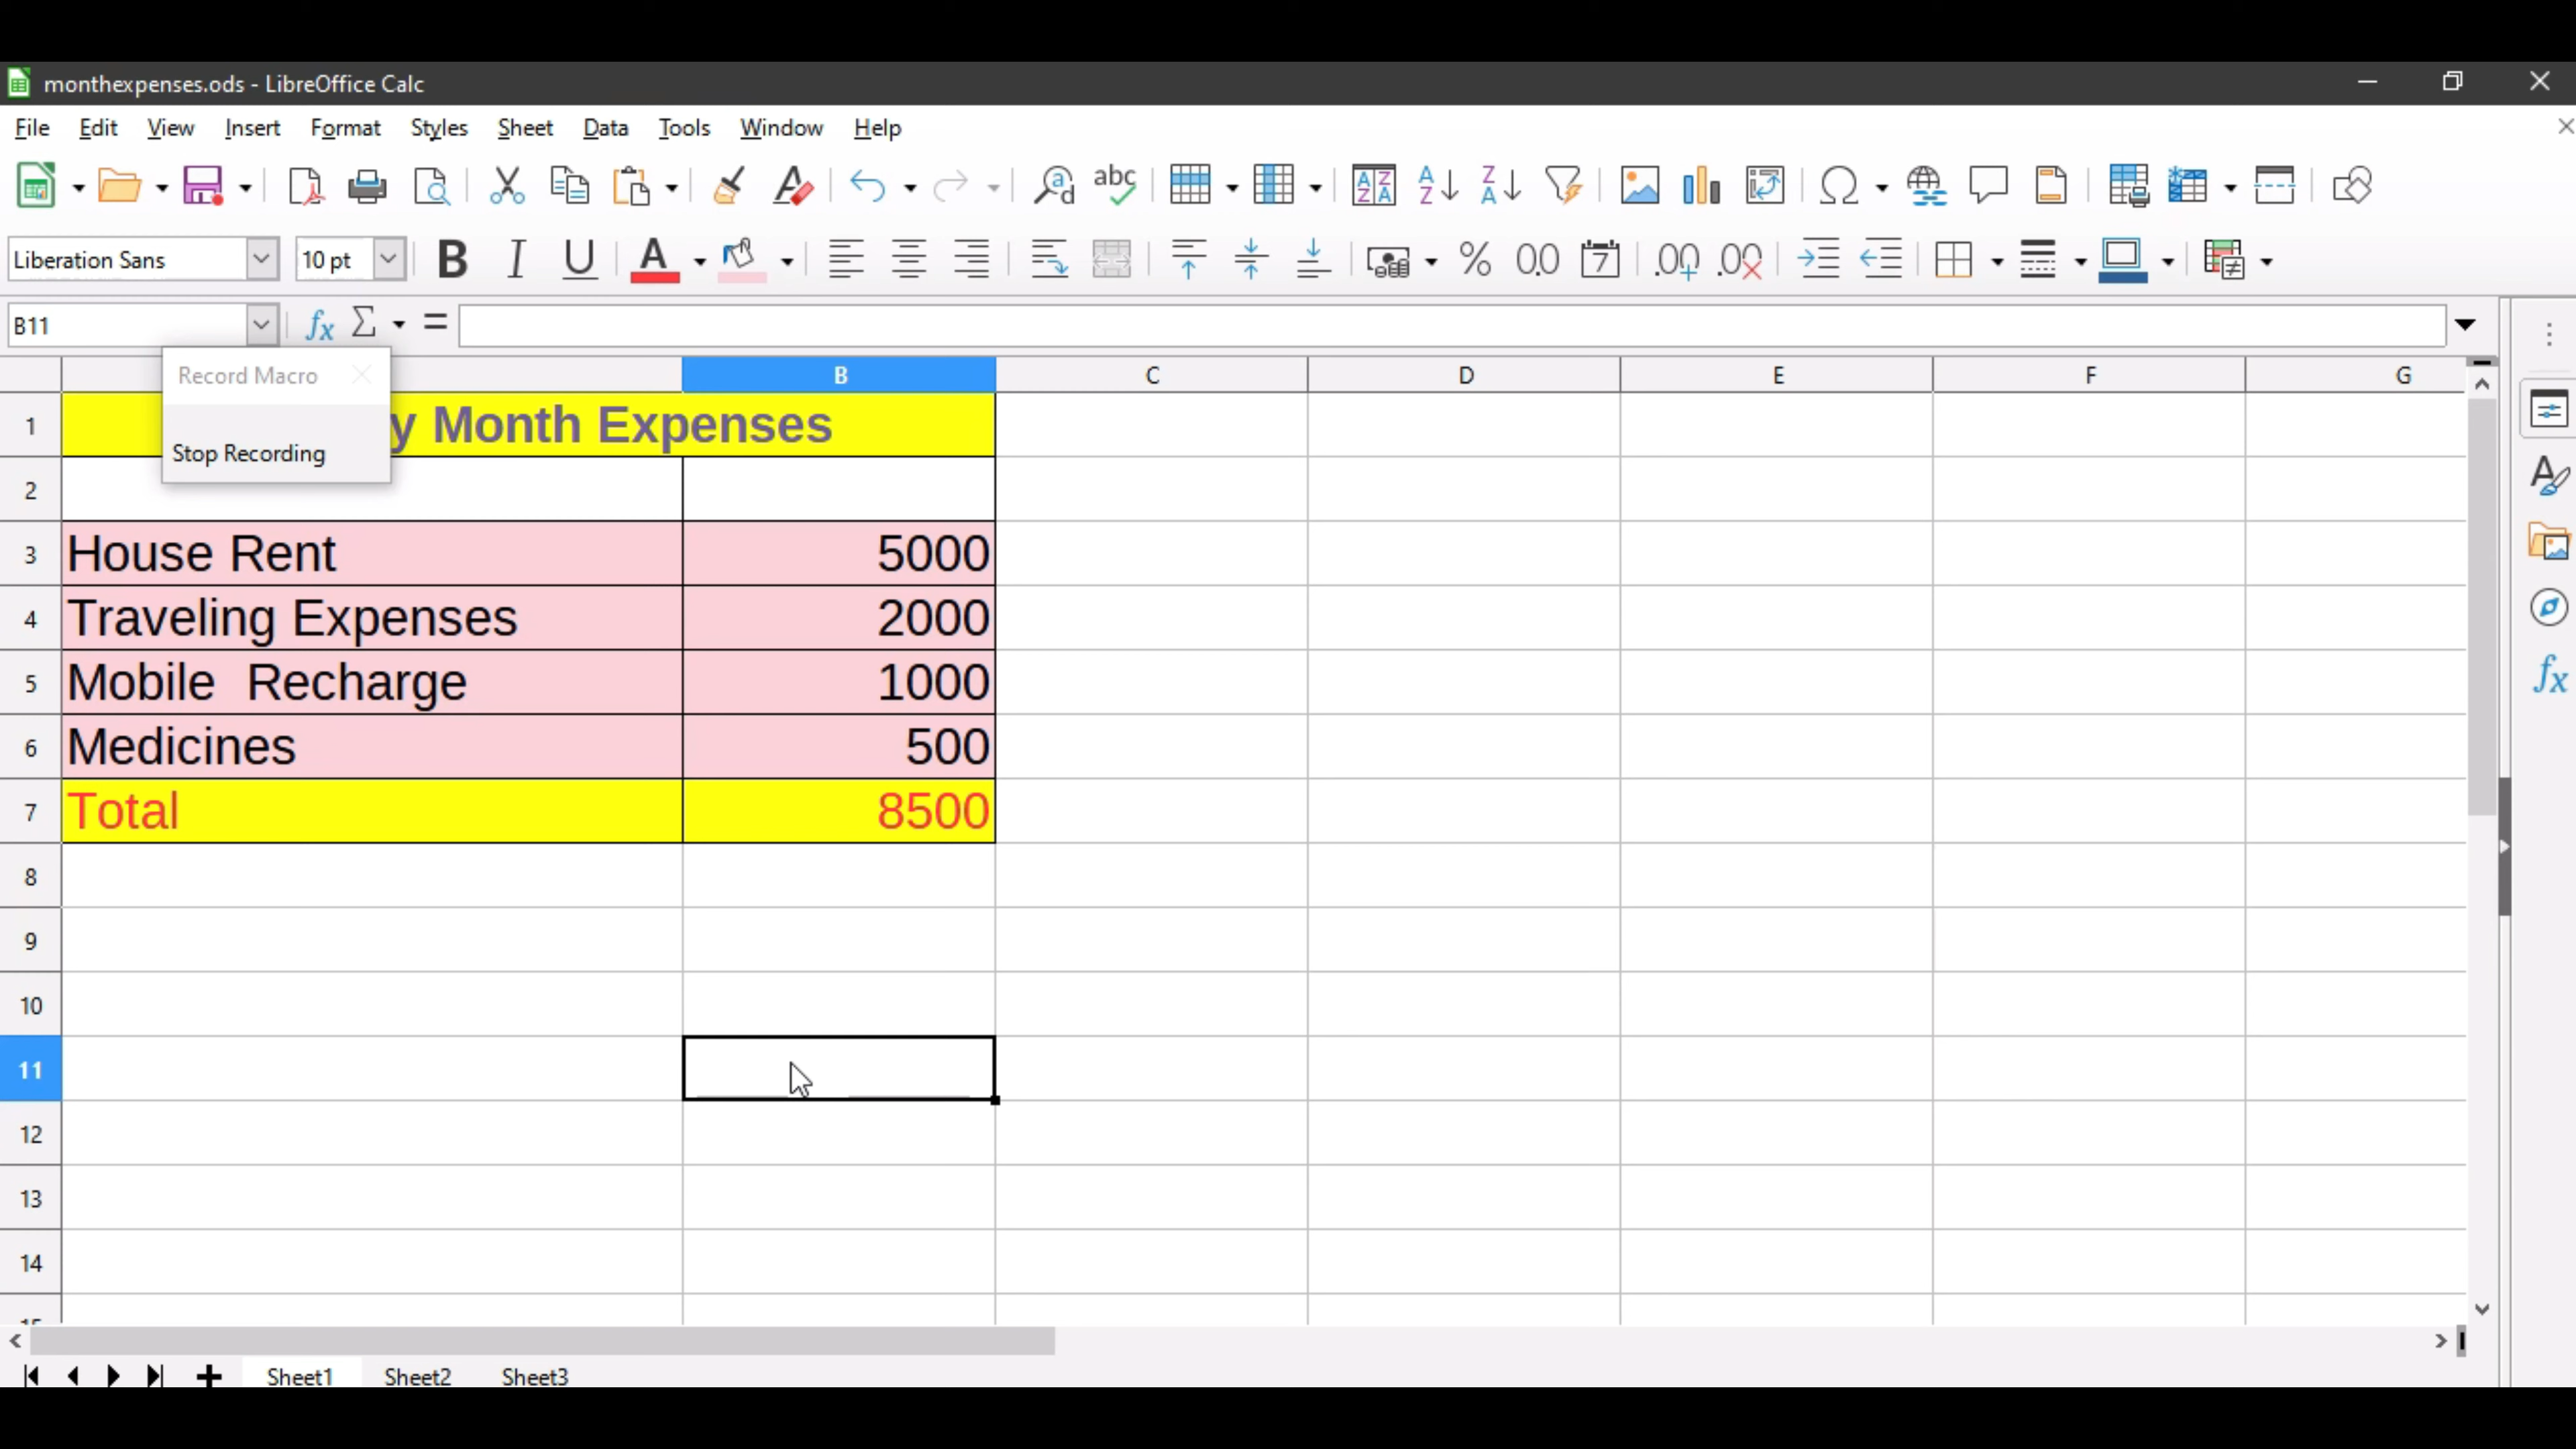 monthexpenses.ods - LibreOffice Calc
File Edit View Insert Format Styles Sheet Data Tools Window Help
Liberation Sans 10 pt
B11
Record Macro
Stop Recording
A B C D E F G
1 y Month Expenses
2
3 House Rent 5000
4 Traveling Expenses 2000
5 Mobile  Recharge 1000
6 Medicines 500
7 Total 8500
8
9
10
11
12
13
14
Sheet1 Sheet2 Sheet3